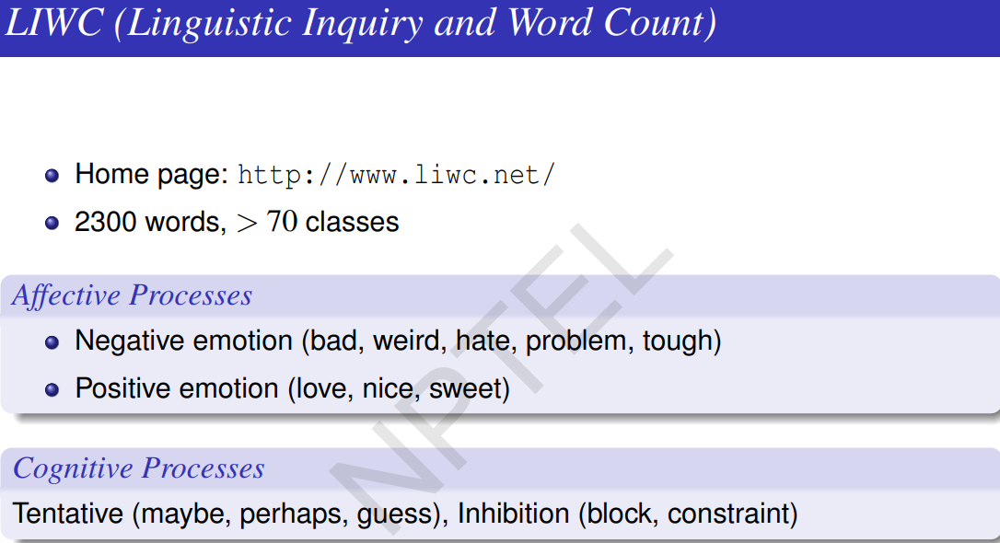 LIWC (Linguistic Inquiry and Word Count)
Home page: http://www.liwc.net/
2300 words, > 70 classes
Affective Processes
Negative emotion (bad, weird, hate, problem, tough)
Positive emotion (love, nice, sweet)
Cognitive Processes
Tentative (maybe, perhaps, guess), Inhibition (block, constraint)
NPTEL